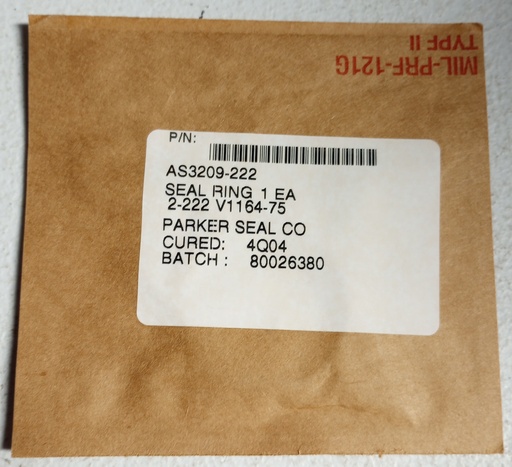 MIL-PRF-121G
TYPE II
P/N:
AS3209-222
SEAL RING 1 EA
2-222 V1164-75
PARKER SEAL CO
CURED: 4Q04
BATCH : 80026380